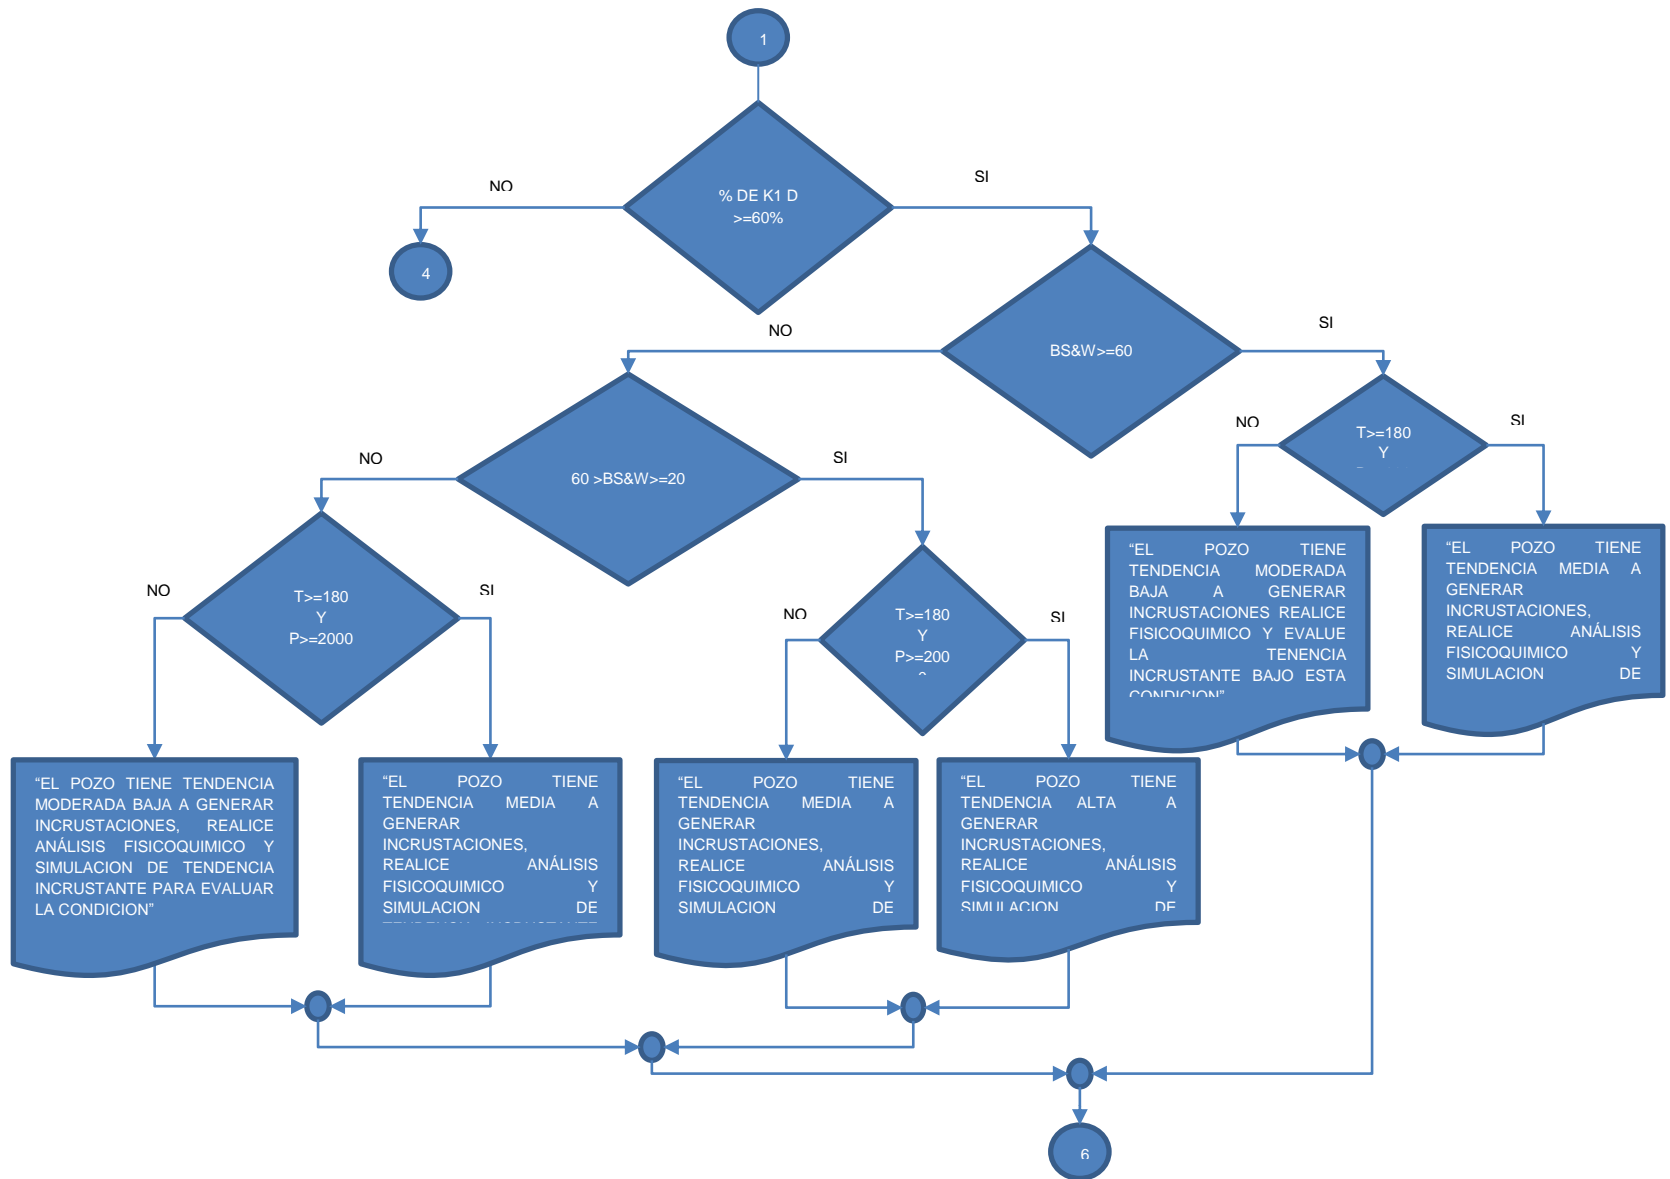 1
% DE K1 D
>=60%
NO
SI
4
BS&W>=60
NO
SI
60 >BS&W>=20
NO
SI
T>=180
Y
NO
SI
T>=180
Y
P>=2000
NO
SI
T>=180
Y
P>=200
NO
SI
“EL POZO TIENE
TENDENCIA MODERADA
BAJA A GENERAR
INCRUSTACIONES REALICE
FISICOQUIMICO Y EVALUE
LA TENENCIA
INCRUSTANTE BAJO ESTA
CONDICION”
“EL POZO TIENE
TENDENCIA MEDIA A
GENERAR
INCRUSTACIONES,
REALICE ANÁLISIS
FISICOQUIMICO Y
SIMULACION DE
“EL POZO TIENE TENDENCIA
MODERADA BAJA A GENERAR
INCRUSTACIONES, REALICE
ANÁLISIS FISICOQUIMICO Y
SIMULACION DE TENDENCIA
INCRUSTANTE PARA EVALUAR
LA CONDICION”
“EL POZO TIENE
TENDENCIA MEDIA A
GENERAR
INCRUSTACIONES,
REALICE ANÁLISIS
FISICOQUIMICO Y
SIMULACION DE
“EL POZO TIENE
TENDENCIA MEDIA A
GENERAR
INCRUSTACIONES,
REALICE ANÁLISIS
FISICOQUIMICO Y
SIMULACION DE
“EL POZO TIENE
TENDENCIA ALTA A
GENERAR
INCRUSTACIONES,
REALICE ANÁLISIS
FISICOQUIMICO Y
SIMULACION DE
6